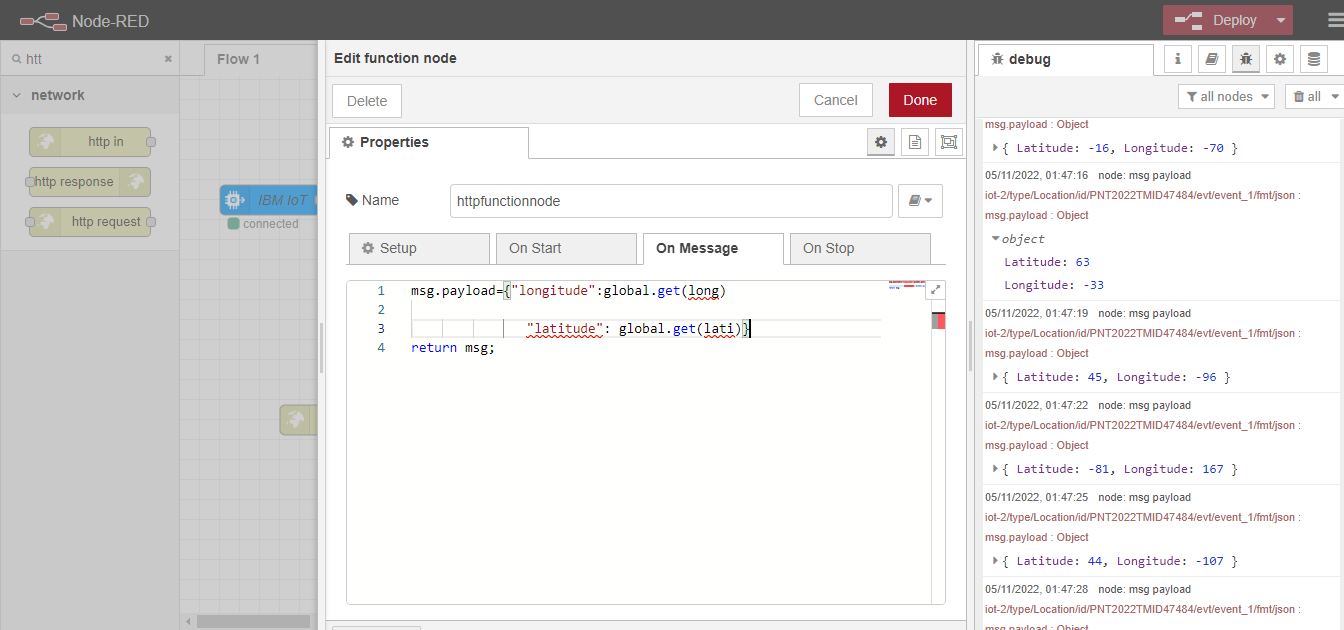 Node-RED
Deploy
htt
Flow 1
network
http in
http response
http request
IBM IoT
connected
Edit function node
Delete
Cancel
Done
Properties
Name
httpfunctionnode
Setup
On Start
On Message
On Stop
1 msg.payload={"longitude":global.get(long)
2
3 "latitude": global.get(lati)}
4 return msg;
debug
i
all nodes
all
msg.payload : Object
{ Latitude: -16, Longitude: -70 }
05/11/2022, 01:47:16 node: msg payload
iot-2/type/Location/id/PNT2022TMID47484/evt/event_1/fmt/json :
msg.payload : Object
object
Latitude: 63
Longitude: -33
05/11/2022, 01:47:19 node: msg payload
iot-2/type/Location/id/PNT2022TMID47484/evt/event_1/fmt/json :
msg.payload : Object
{ Latitude: 45, Longitude: -96 }
05/11/2022, 01:47:22 node: msg payload
iot-2/type/Location/id/PNT2022TMID47484/evt/event_1/fmt/json :
msg.payload : Object
{ Latitude: -81, Longitude: 167 }
05/11/2022, 01:47:25 node: msg payload
iot-2/type/Location/id/PNT2022TMID47484/evt/event_1/fmt/json :
msg.payload : Object
{ Latitude: 44, Longitude: -107 }
05/11/2022, 01:47:28 node: msg payload
iot-2/type/Location/id/PNT2022TMID47484/evt/event_1/fmt/json :
msg.payload : Object